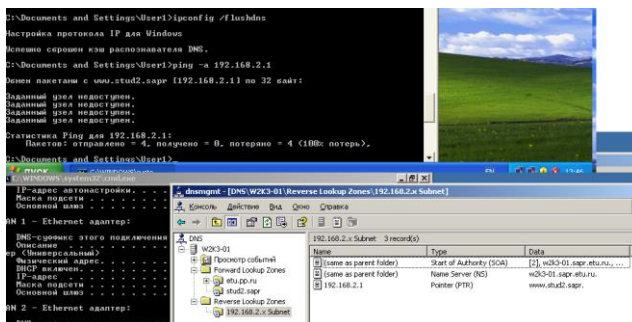 C:\Documents and Settings\User1>ipconfig /flushdns
Настройка протокола IP для Windows
Успешно сброшен кэш распознавателя DNS.
C:\Documents and Settings\User1>ping -a 192.168.2.1
Обмен пакетами с www.stud2.sapr [192.168.2.1] по 32 байт:
Заданный узел недоступен.
Заданный узел недоступен.
Заданный узел недоступен.
Заданный узел недоступен.
Статистика Ping для 192.168.2.1:
Пакетов: отправлено = 4, получено = 0, потеряно = 4 (100% потерь),
C:\Documents and Settings\User1>_
пуск
EN
12:46
C:\WINDOWS\system32\cmd.exe
IP-адрес автонастройки. . . . .
Маска подсети . . . . . .
Основной шлюз . . . . . .
AN 1 - Ethernet адаптер:
DNS-суффикс этого подключения
Описание . . . . . .
ер (Универсальный)
Физический адрес. . . . .
DHCP включен. . . . .
IP-адрес . . . . .
Маска подсети . . . . .
Основной шлюз . . . . .
AN 2 - Ethernet адаптер:
dnsmgmt - [DNS\W2K3-01\Reverse Lookup Zones\192.168.2.x Subnet]
Консоль Действие Вид Окно Справка
DNS
W2K3-01
Просмотр событий
Forward Lookup Zones
etu.pp.ru
stud2.sapr
Reverse Lookup Zones
192.168.2.x Subnet
192.168.2.x Subnet 3 record(s)
Name Type Data
(same as parent folder) Start of Authority (SOA) [2], w2k3-01.sapr.etu.ru., ...
(same as parent folder) Name Server (NS) w2k3-01.sapr.etu.ru.
192.168.2.1 Pointer (PTR) www.stud2.sapr.